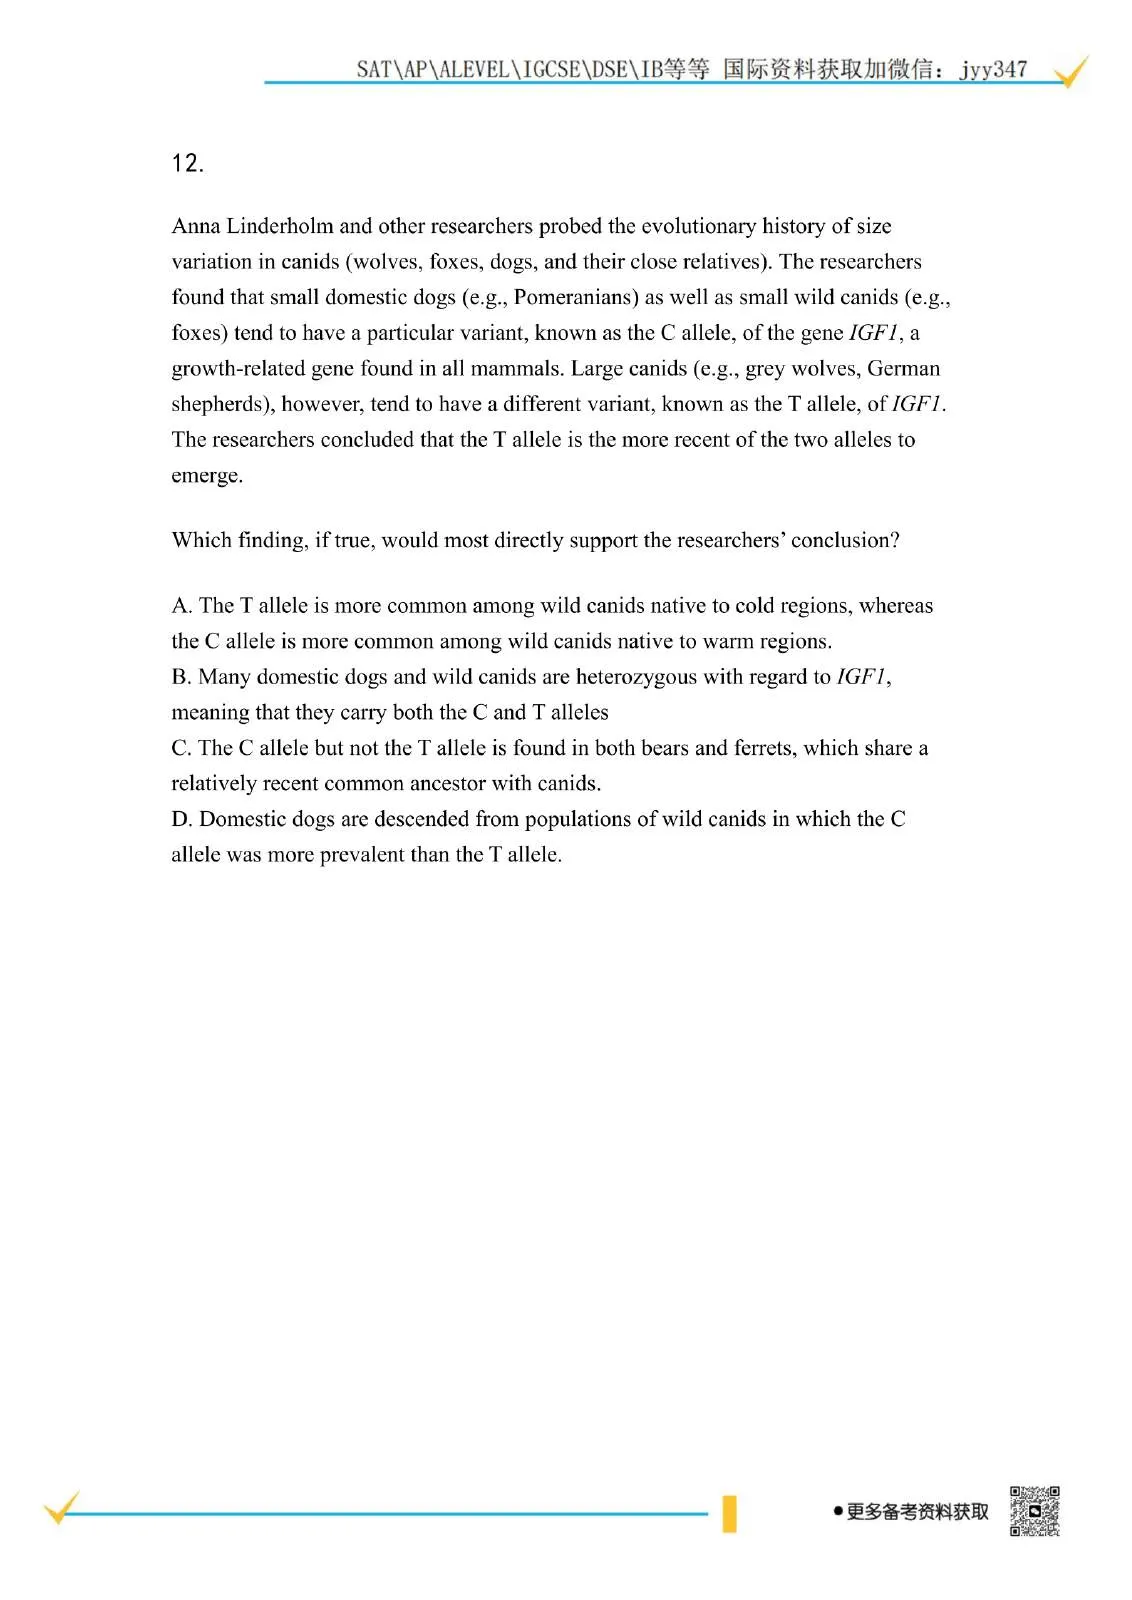 SAT\AP\ALEVEL\IGCSE\DSE\IB等等 国际资料获取加微信：jyy347
12.
Anna Linderholm and other researchers probed the evolutionary history of size
variation in canids (wolves, foxes, dogs, and their close relatives). The researchers
found that small domestic dogs (e.g., Pomeranians) as well as small wild canids (e.g.,
foxes) tend to have a particular variant, known as the C allele, of the gene IGF1, a
growth-related gene found in all mammals. Large canids (e.g., grey wolves, German
shepherds), however, tend to have a different variant, known as the T allele, of IGF1.
The researchers concluded that the T allele is the more recent of the two alleles to
emerge.
Which finding, if true, would most directly support the researchers’ conclusion?
A. The T allele is more common among wild canids native to cold regions, whereas
the C allele is more common among wild canids native to warm regions.
B. Many domestic dogs and wild canids are heterozygous with regard to IGF1,
meaning that they carry both the C and T alleles
C. The C allele but not the T allele is found in both bears and ferrets, which share a
relatively recent common ancestor with canids.
D. Domestic dogs are descended from populations of wild canids in which the C
allele was more prevalent than the T allele.
●更多备考资料获取